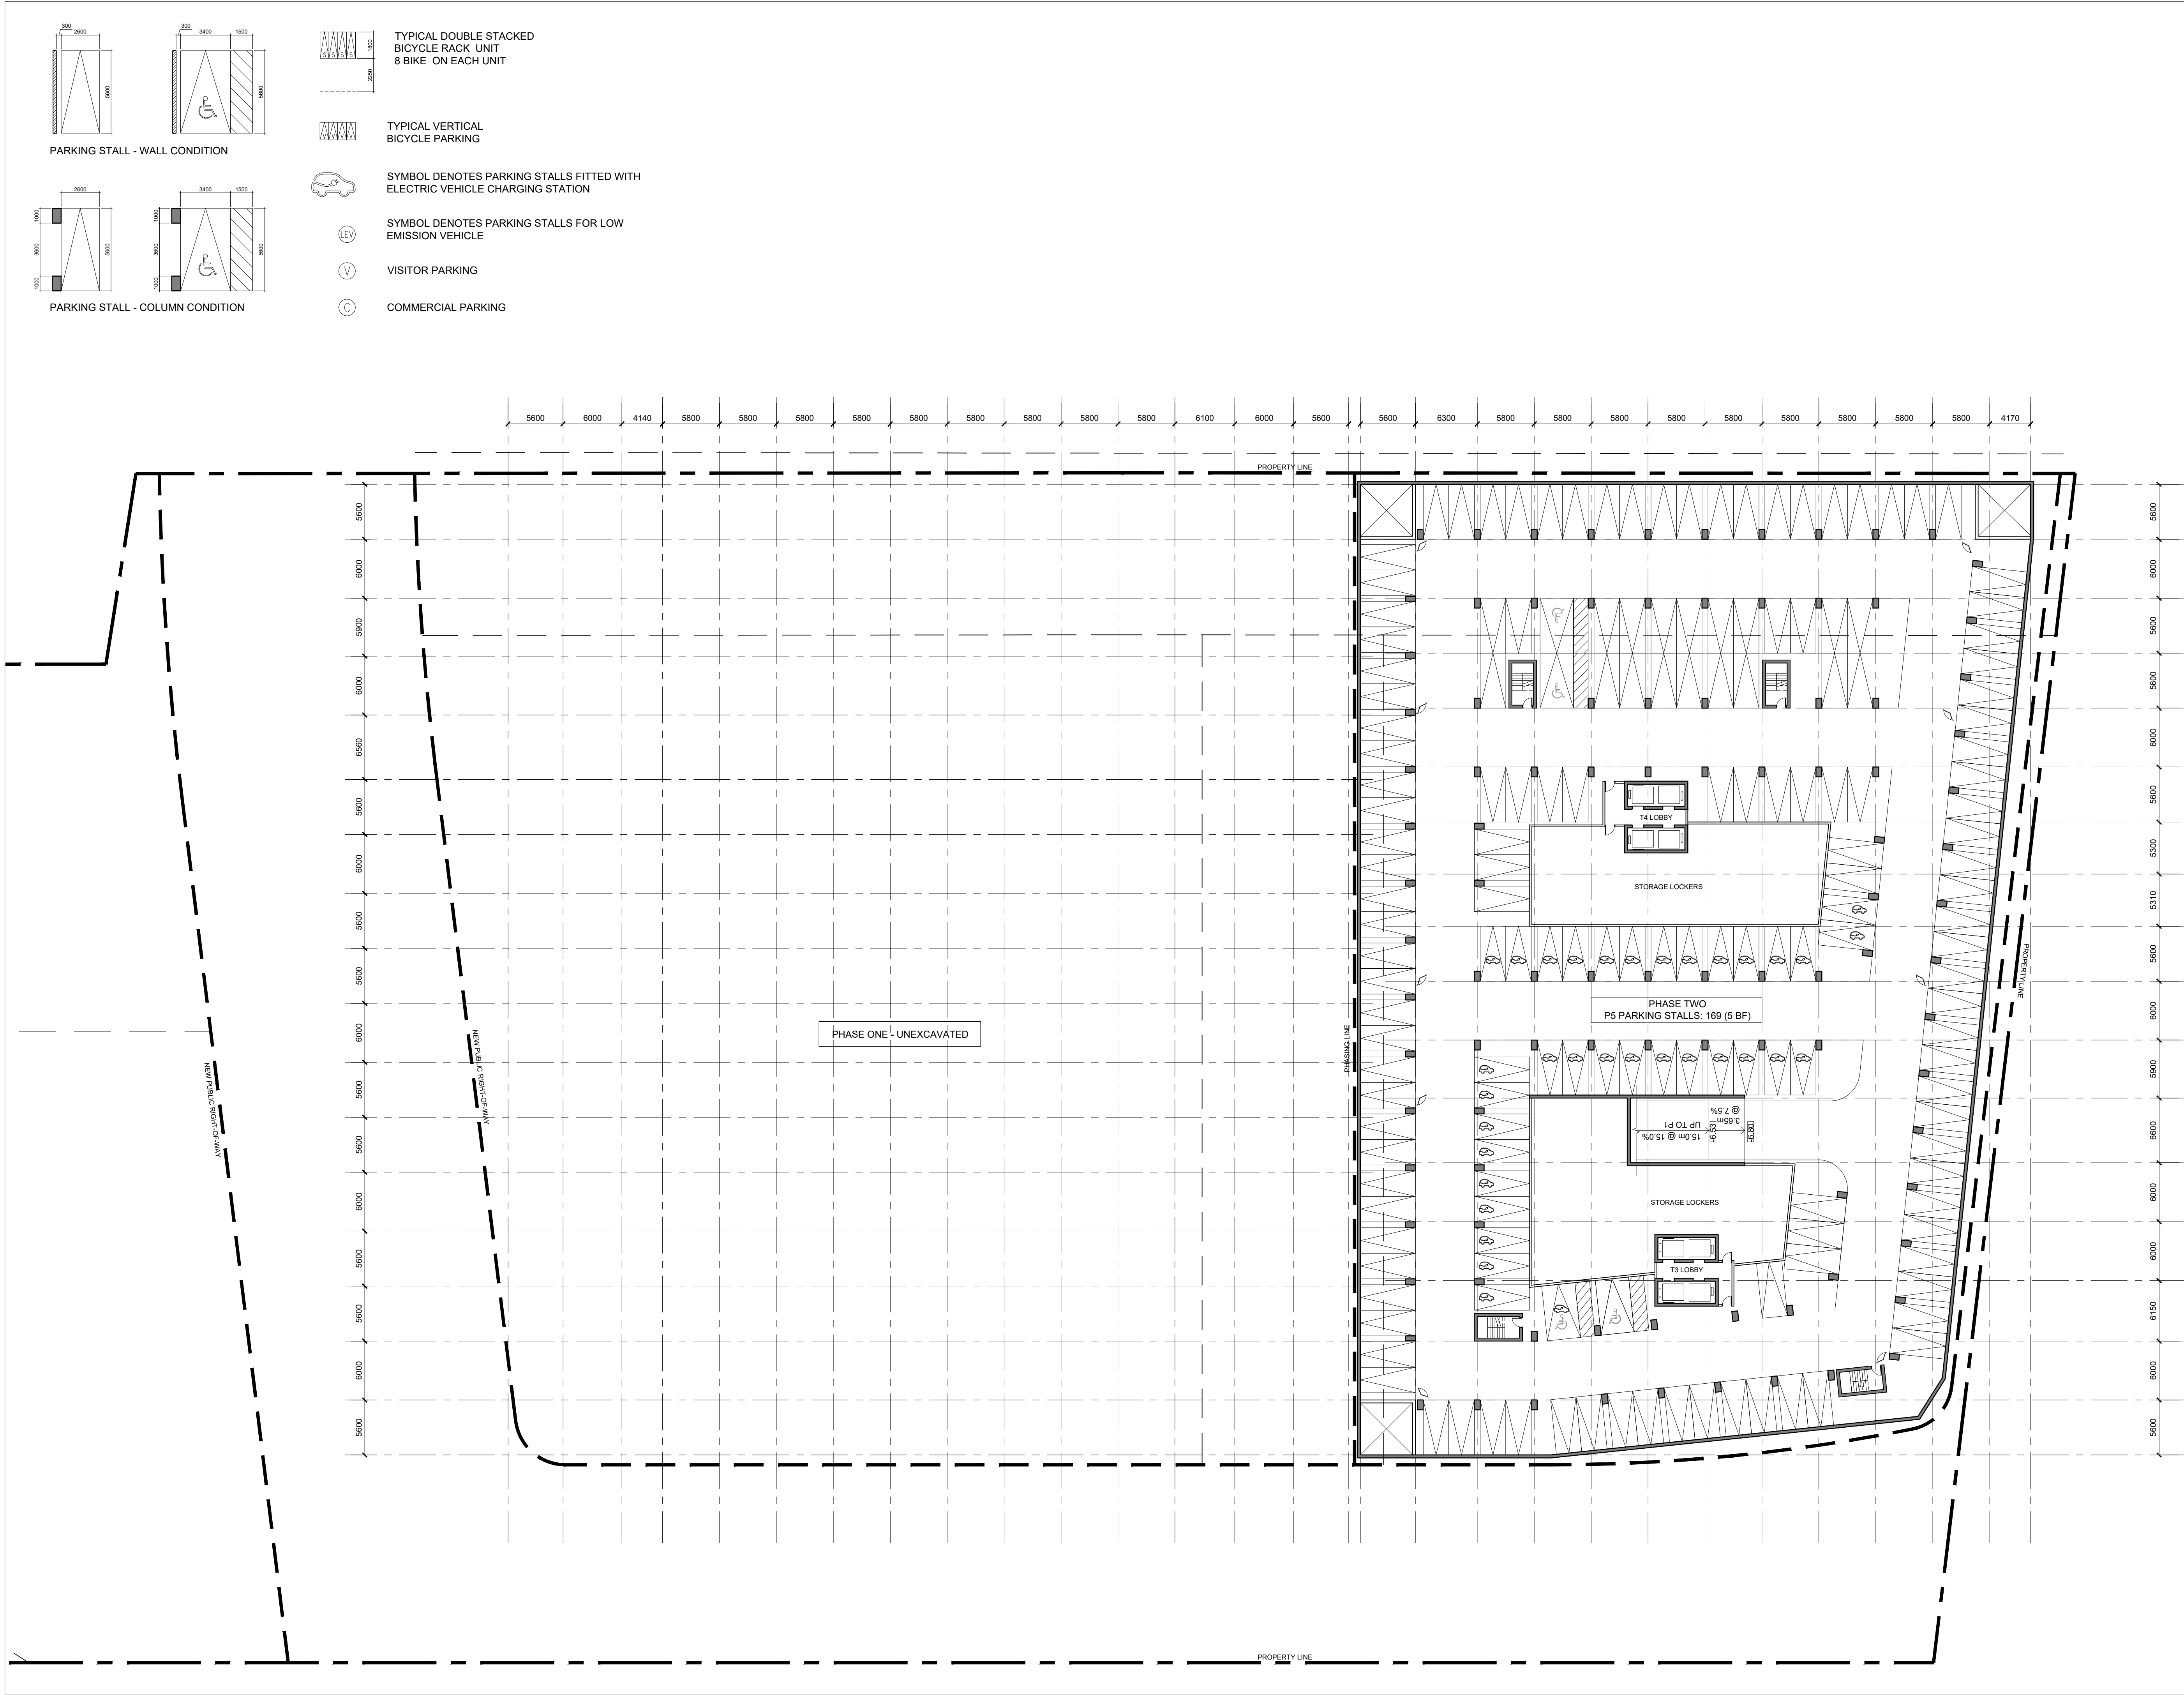 300
2600
5600
300
3400
1500
5600
PARKING STALL - WALL CONDITION
2600
1000
3600
1000
5600
3400
1500
1000
3600
1000
5600
PARKING STALL - COLUMN CONDITION
S S S S
1800
2250
TYPICAL DOUBLE STACKED
BICYCLE RACK UNIT
8 BIKE ON EACH UNIT
V V V V
TYPICAL VERTICAL
BICYCLE PARKING
SYMBOL DENOTES PARKING STALLS FITTED WITH
ELECTRIC VEHICLE CHARGING STATION
LEV
SYMBOL DENOTES PARKING STALLS FOR LOW
EMISSION VEHICLE
V
VISITOR PARKING
C
COMMERCIAL PARKING
5600 6000 4140 5800 5800 5800 5800 5800 5800 5800 5800 5800 6100 6000 5600 5600 6300 5800 5800 5800 5800 5800 5800 5800 5800 5800 4170
PROPERTY LINE
5600
6000
5900
6000
6560
5600
6000
5600
5600
6000
5600
5600
6000
5600
5600
6000
5600
NEW PUBLIC RIGHT-OF-WAY
NEW PUBLIC RIGHT-OF-WAY
PHASE ONE - UNEXCAVATED
PHASING LINE
T4 LOBBY
STORAGE LOCKERS
PHASE TWO
P5 PARKING STALLS: 169 (5 BF)
3.65m
@ 7.5%
UP TO P1
15.0m @ 15.0%
-6.53
-6.80
STORAGE LOCKERS
T3 LOBBY
PROPERTY LINE
5600
6000
5600
5600
6000
5600
5300
5310
5600
6000
5900
6600
6000
6000
6150
6000
5600
PROPERTY LINE